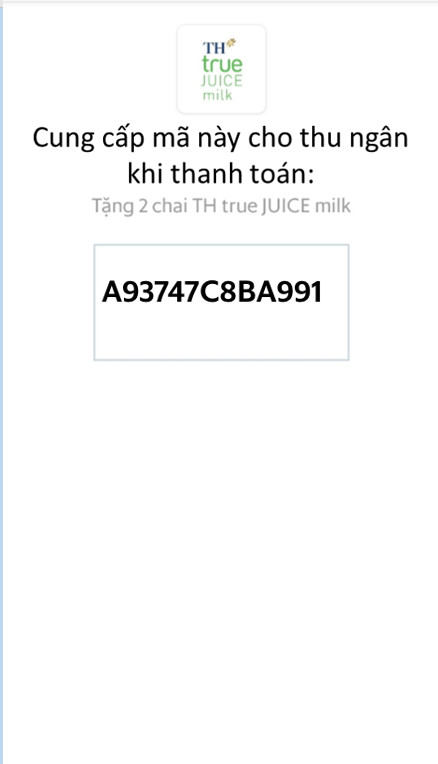 TH
true
JUICE
milk
Cung cấp mã này cho thu ngân
khi thanh toán:
Tặng 2 chai TH true JUICE milk
A93747C8BA991